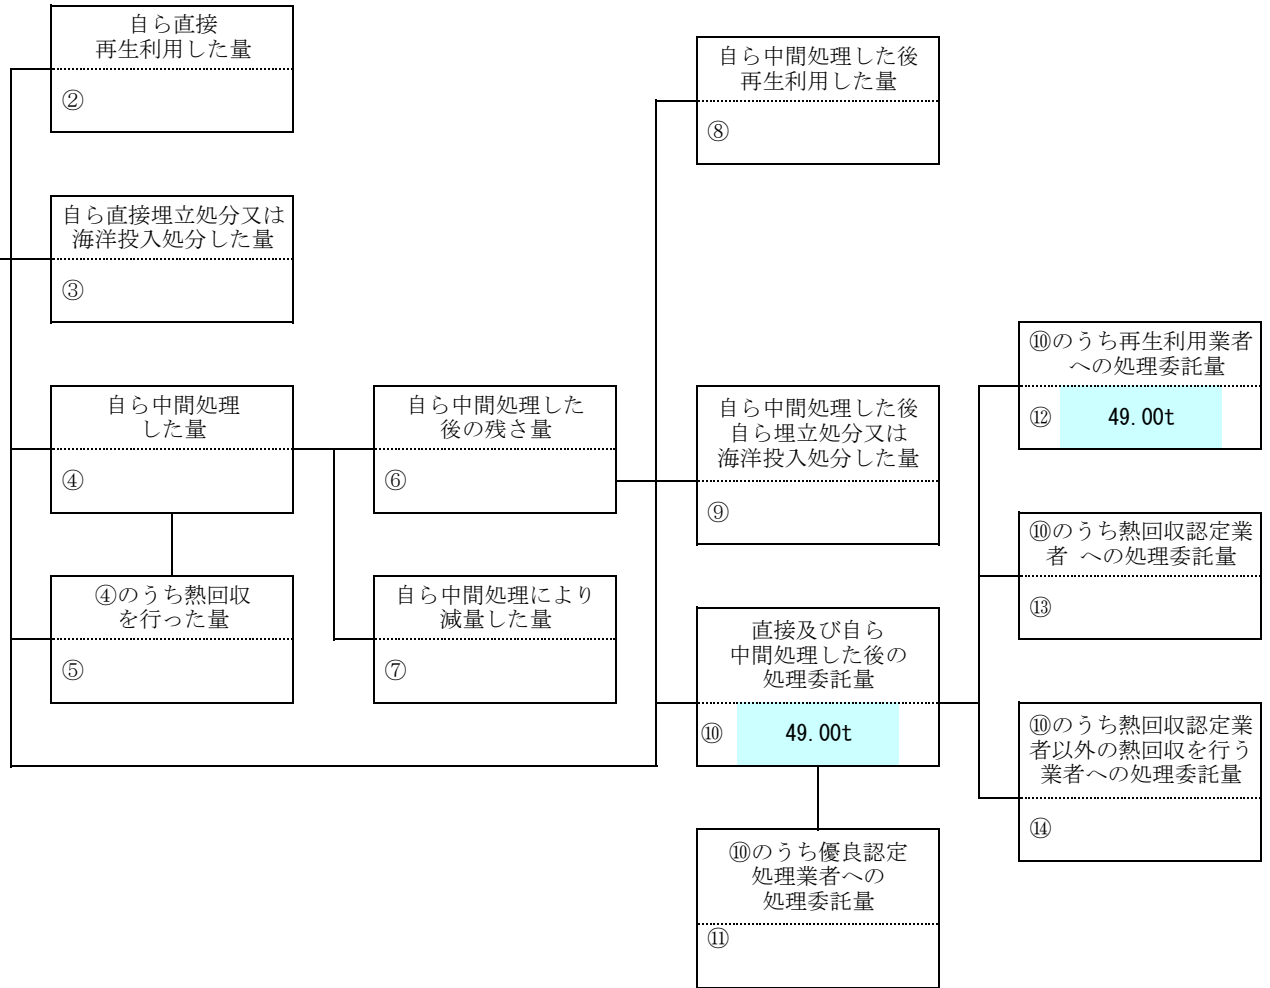 自ら直接
再生利用した量
②
自ら直接埋立処分又は
海洋投入処分した量
③
自ら中間処理
した量
④
④のうち熱回収
を行った量
⑤
自ら中間処理した
後の残さ量
⑥
自ら中間処理により
減量した量
⑦
自ら中間処理した後
再生利用した量
⑧
自ら中間処理した後
自ら埋立処分又は
海洋投入処分した量
⑨
直接及び自ら
中間処理した後の
処理委託量
⑩ 49.00t
⑩のうち優良認定
処理業者への
処理委託量
⑪
⑩のうち再生利用業者
への処理委託量
⑫ 49.00t
⑩のうち熱回収認定業
者 への処理委託量
⑬
⑩のうち熱回収認定業
者以外の熱回収を行う
業者への処理委託量
⑭